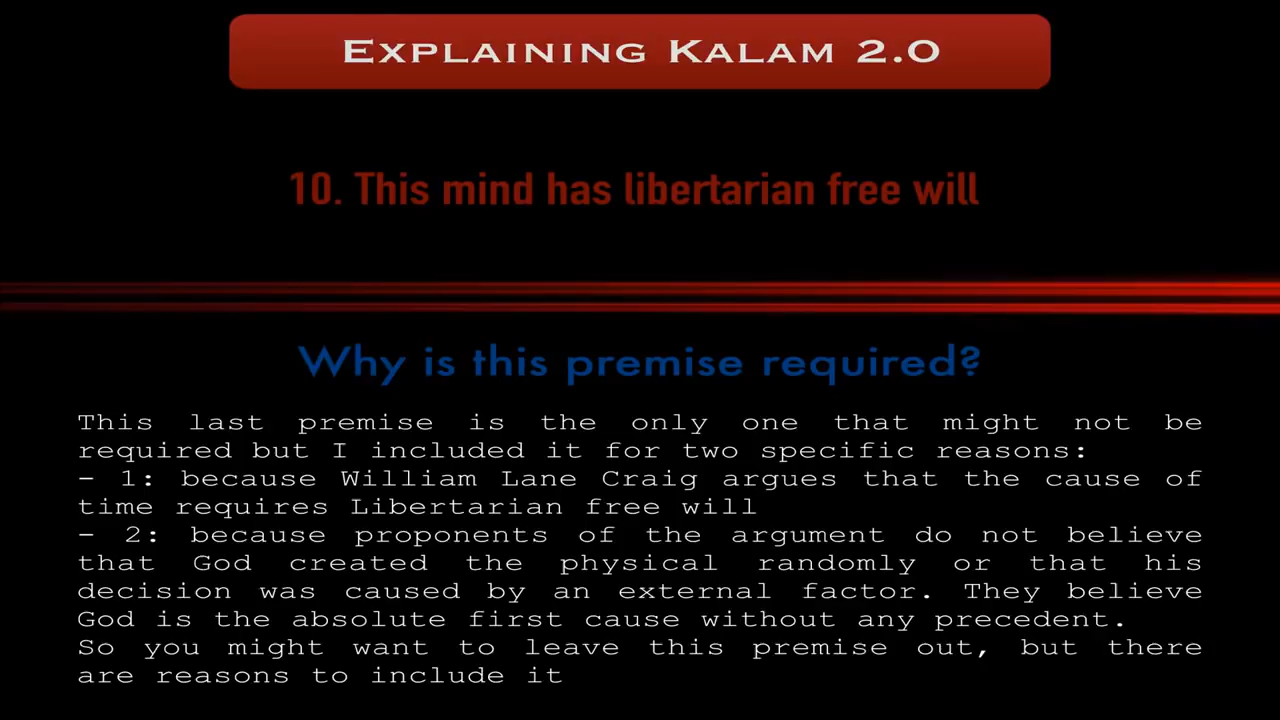 EXPLAINING KALAM 2.0
10. This mind has libertarian free will
Why is this premise required?
This last premise is the only one that might not be
required but I included it for two specific reasons:
- 1: because William Lane Craig argues that the cause of
time requires Libertarian free will
- 2: because proponents of the argument do not believe
that God created the physical randomly or that his
decision was caused by an external factor. They believe
God is the absolute first cause without any precedent.
So you might want to leave this premise out, but there
are reasons to include it